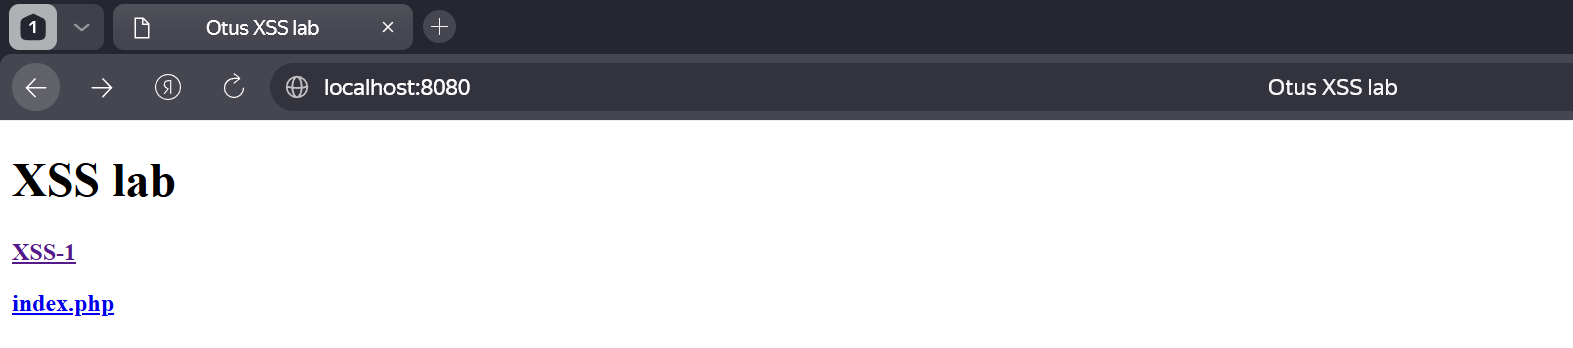 1
Otus XSS lab
Я
localhost:8080
Otus XSS lab
XSS lab
XSS-1
index.php